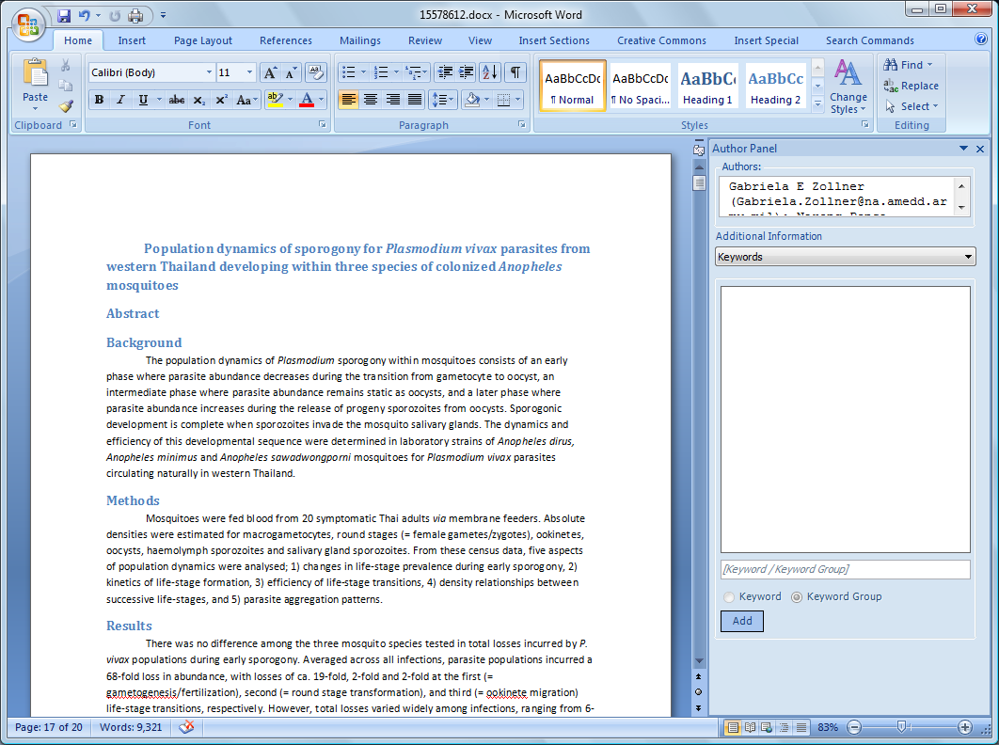 15578612.docx - Microsoft Word
Home Insert Page Layout References Mailings Review View Insert Sections Creative Commons Insert Special Search Commands
Paste
Clipboard
Calibri (Body) 11
B I U abc X₂ X² Aa
ab A
Font
Paragraph
AaBbCcDc AaBbCcDc AaBbC AaBbCc
¶ Normal ¶ No Spaci... Heading 1 Heading 2
Change Styles
Styles
Find
Replace
Select
Editing
Population dynamics of sporogony for Plasmodium vivax parasites from
western Thailand developing within three species of colonized Anopheles
mosquitoes
Abstract
Background
The population dynamics of Plasmodium sporogony within mosquitoes consists of an early
phase where parasite abundance decreases during the transition from gametocyte to oocyst, an
intermediate phase where parasite abundance remains static as oocysts, and a later phase where
parasite abundance increases during the release of progeny sporozoites from oocysts. Sporogonic
development is complete when sporozoites invade the mosquito salivary glands. The dynamics and
efficiency of this developmental sequence were determined in laboratory strains of Anopheles dirus,
Anopheles minimus and Anopheles sawadwongporni mosquitoes for Plasmodium vivax parasites
circulating naturally in western Thailand.
Methods
Mosquitoes were fed blood from 20 symptomatic Thai adults via membrane feeders. Absolute
densities were estimated for macrogametocytes, round stages (= female gametes/zygotes), ookinetes,
oocysts, haemolymph sporozoites and salivary gland sporozoites. From these census data, five aspects
of population dynamics were analysed; 1) changes in life-stage prevalence during early sporogony, 2)
kinetics of life-stage formation, 3) efficiency of life-stage transitions, 4) density relationships between
successive life-stages, and 5) parasite aggregation patterns.
Results
There was no difference among the three mosquito species tested in total losses incurred by P.
vivax populations during early sporogony. Averaged across all infections, parasite populations incurred a
68-fold loss in abundance, with losses of ca. 19-fold, 2-fold and 2-fold at the first (=
gametogenesis/fertilization), second (= round stage transformation), and third (= ookinete migration)
life-stage transitions, respectively. However, total losses varied widely among infections, ranging from 6-
Author Panel
Authors:
Gabriela E Zollner
(Gabriela.Zollner@na.amedd.ar
Additional Information
Keywords
[Keyword / Keyword Group]
Keyword Keyword Group
Add
Page: 17 of 20 Words: 9,321 83%